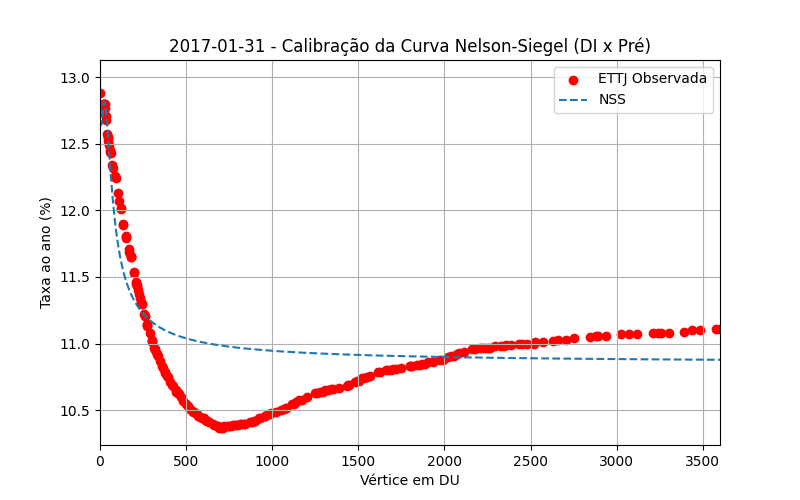 2017-01-31 - Calibração da Curva Nelson-Siegel (DI x Pré)
ETTJ Observada
NSS
Taxa ao ano (%)
13.0
12.5
12.0
11.5
11.0
10.5
0 500 1000 1500 2000 2500 3000 3500
Vértice em DU